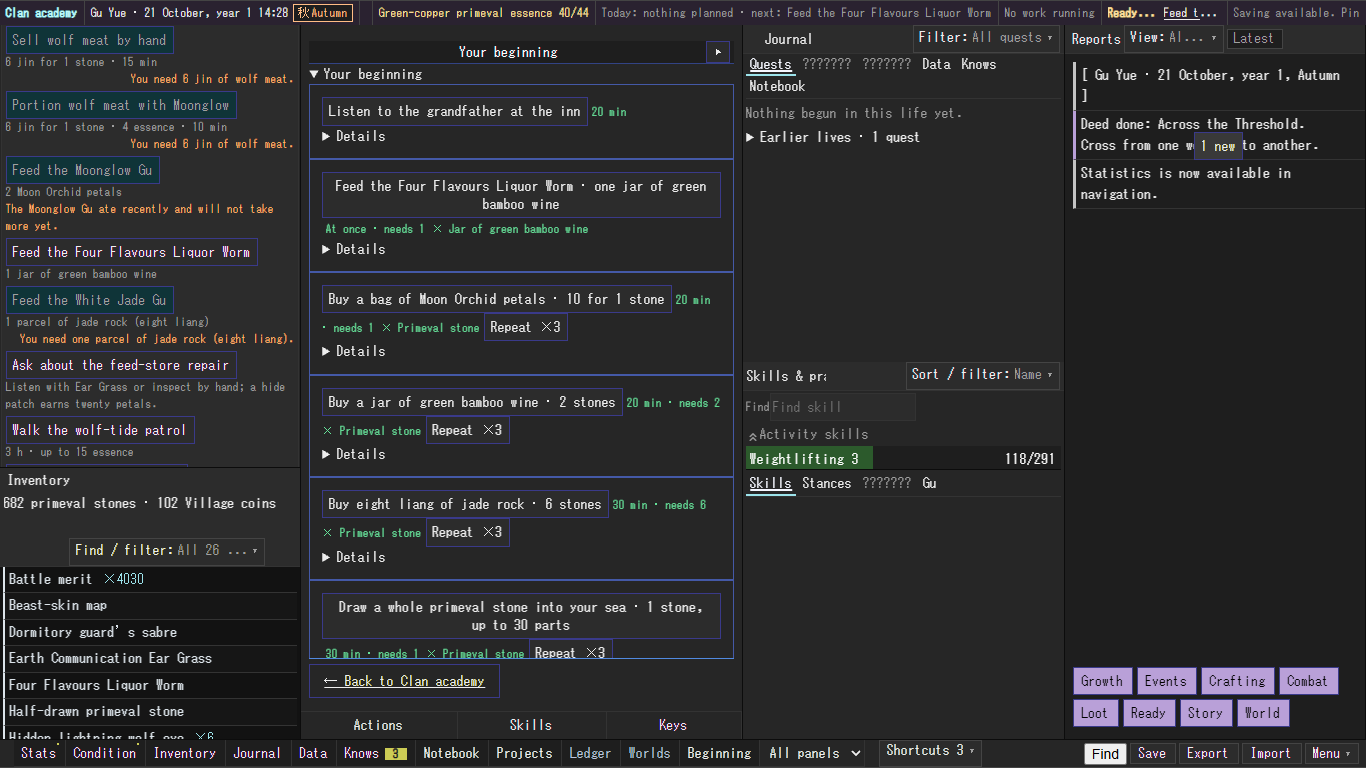 Clan academy Gu Yue · 21 October, year 1 14:28 秋Autumn Green-copper primeval essence 40/44 Today: nothing planned · next: Feed the Four Flavours Liquor Worm No work running Ready... Feed t... Saving available. Pin
Sell wolf meat by hand
6 jin for 1 stone · 15 min
You need 6 jin of wolf meat.
Portion wolf meat with Moonglow
6 jin for 1 stone · 4 essence · 10 min
You need 6 jin of wolf meat.
Feed the Moonglow Gu
2 Moon Orchid petals
The Moonglow Gu ate recently and will not take
more yet.
Feed the Four Flavours Liquor Worm
1 jar of green bamboo wine
Feed the White Jade Gu
1 parcel of jade rock (eight liang)
You need one parcel of jade rock (eight liang).
Ask about the feed-store repair
Listen with Ear Grass or inspect by hand; a hide
patch earns twenty petals.
Walk the wolf-tide patrol
3 h · up to 15 essence
Inventory
682 primeval stones · 102 Village coins
Find / filter: All 26 ... ▾
Battle merit ×4030
Beast-skin map
Dormitory guard's sabre
Earth Communication Ear Grass
Four Flavours Liquor Worm
Half-drawn primeval stone
Hidden lightning wolf eye ×6
Your beginning ▸
▼ Your beginning
Listen to the grandfather at the inn 20 min
▶ Details
Feed the Four Flavours Liquor Worm · one jar of green
bamboo wine
At once · needs 1 × Jar of green bamboo wine
▶ Details
Buy a bag of Moon Orchid petals · 10 for 1 stone 20 min
· needs 1 × Primeval stone Repeat ×3
▶ Details
Buy a jar of green bamboo wine · 2 stones 20 min · needs 2
× Primeval stone Repeat ×3
▶ Details
Buy eight liang of jade rock · 6 stones 30 min · needs 6
× Primeval stone Repeat ×3
▶ Details
Draw a whole primeval stone into your sea · 1 stone,
up to 30 parts
30 min · needs 1 × Primeval stone Repeat ×3
← Back to Clan academy
Actions Skills Keys
Journal Filter: All quests ▾
Quests ??????? ??????? Data Knows
Notebook
Nothing begun in this life yet.
▶ Earlier lives · 1 quest
Skills & pra Sort / filter: Name ▾
Find Find skill
Activity skills
Weightlifting 3 118/291
Skills Stances ??????? Gu
Reports View: Al... ▾ Latest
[ Gu Yue · 21 October, year 1, Autumn
]
Deed done: Across the Threshold.
Cross from one w 1 new to another.
Statistics is now available in
navigation.
Growth Events Crafting Combat
Loot Ready Story World
Stats Condition Inventory Journal Data Knows 3 Notebook Projects Ledger Worlds Beginning All panels Shortcuts 3 ▾ Find Save Export Import Menu ▾